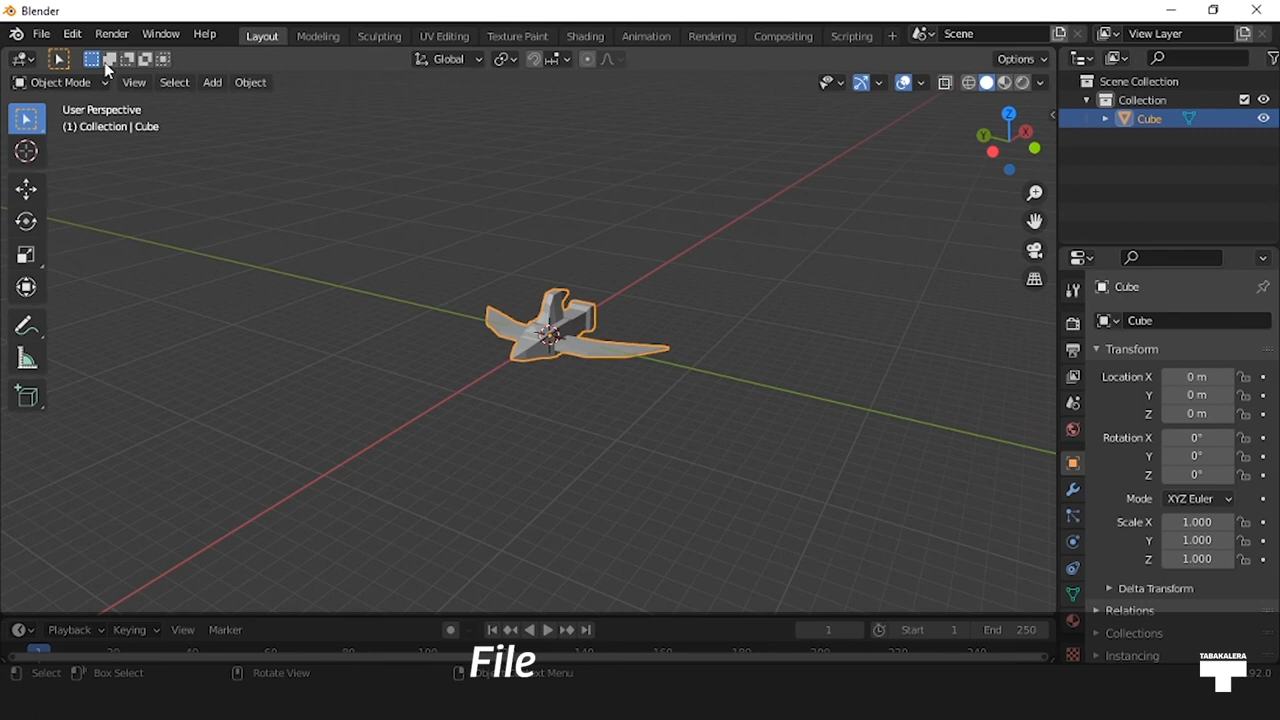 Blender
File Edit Render Window Help Layout Modeling Sculpting UV Editing Texture Paint Shading Animation Rendering Compositing Scripting + Scene View Layer
Global Options
Object Mode View Select Add Object
User Perspective
(1) Collection | Cube
Z
Y X
Scene Collection
Collection
Cube
Cube
Cube
Transform
Location X 0 m
Y 0 m
Z 0 m
Rotation X 0°
Y 0°
Z 0°
Mode XYZ Euler
Scale X 1.000
Y 1.000
Z 1.000
Delta Transform
Relations
Collections
Instancing
Playback Keying View Marker 1 Start 1 End 250
File
Select Box Select Rotate View Menu
TABAKALERA